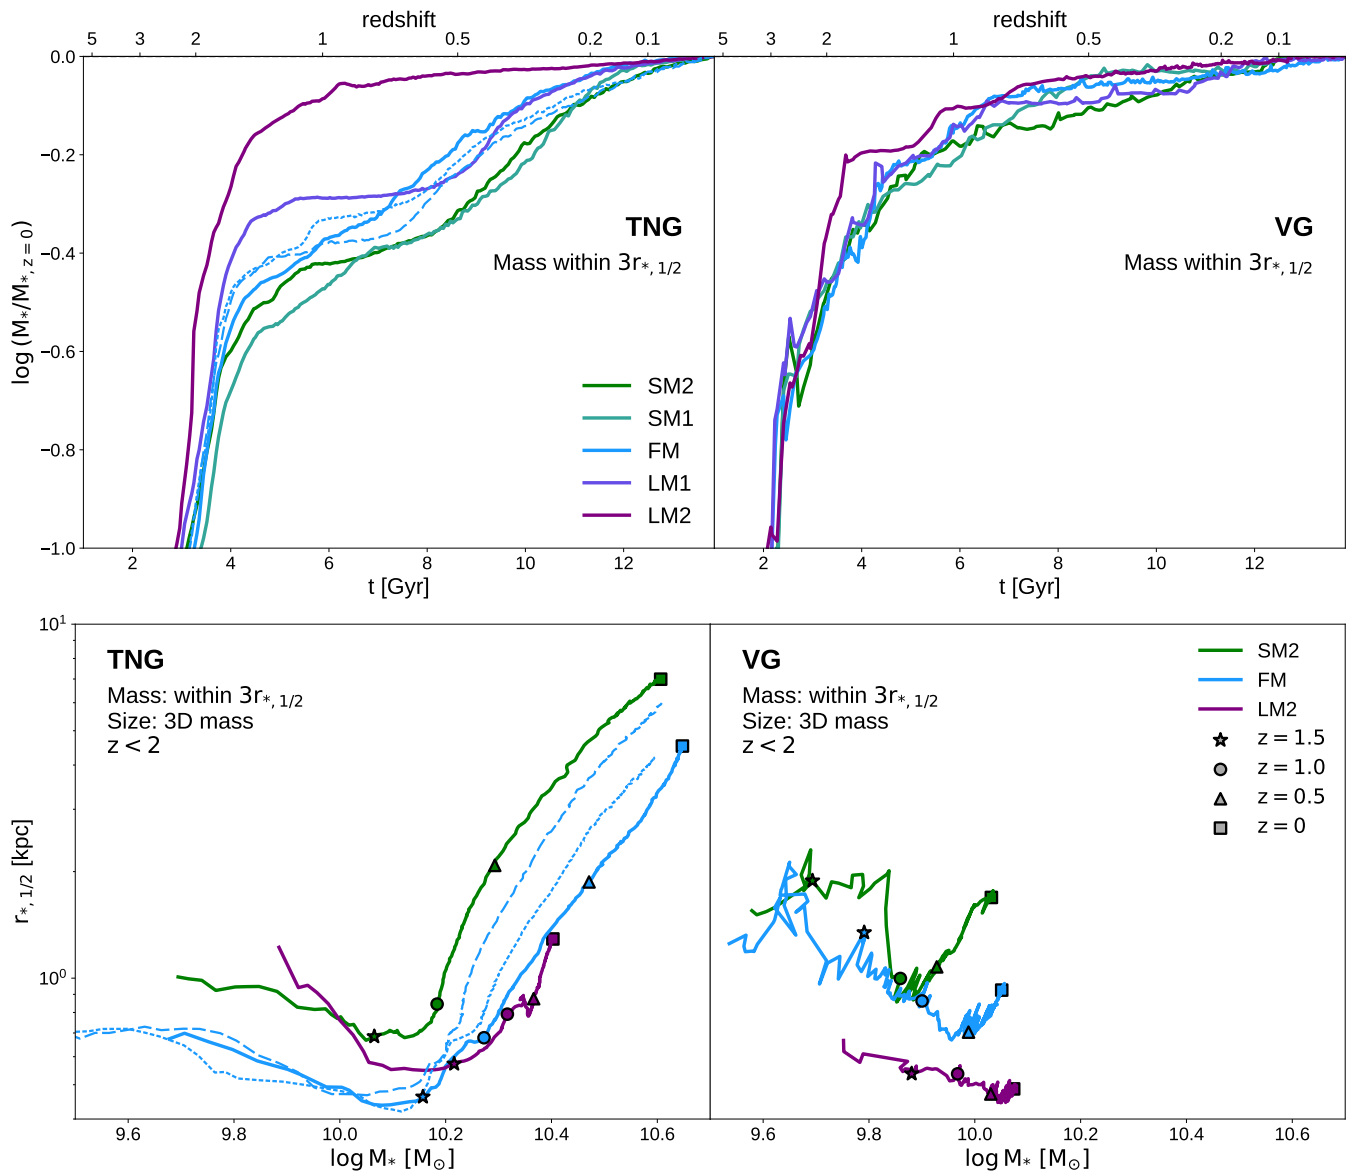 redshift redshift
5 3 2 1 0.5 0.2 0.1 5 3 2 1 0.5 0.2 0.1
0.0
−0.2
TNG VG
−0.4
Mass within 3r*, 1/2 Mass within 3r*, 1/2
log (M*/M*, z = 0)
−0.6
SM2
SM1
−0.8
FM
LM1
LM2
−1.0
2 4 6 8 10 12 2 4 6 8 10 12
t [Gyr] t [Gyr]
10¹
TNG
Mass: within 3r*, 1/2
Size: 3D mass
z < 2
VG
Mass: within 3r*, 1/2
Size: 3D mass
z < 2
SM2
FM
LM2
z = 1.5
z = 1.0
z = 0.5
z = 0
r*, 1/2 [kpc]
10⁰
9.6 9.8 10.0 10.2 10.4 10.6 9.6 9.8 10.0 10.2 10.4 10.6
log M* [M⊙] log M* [M⊙]